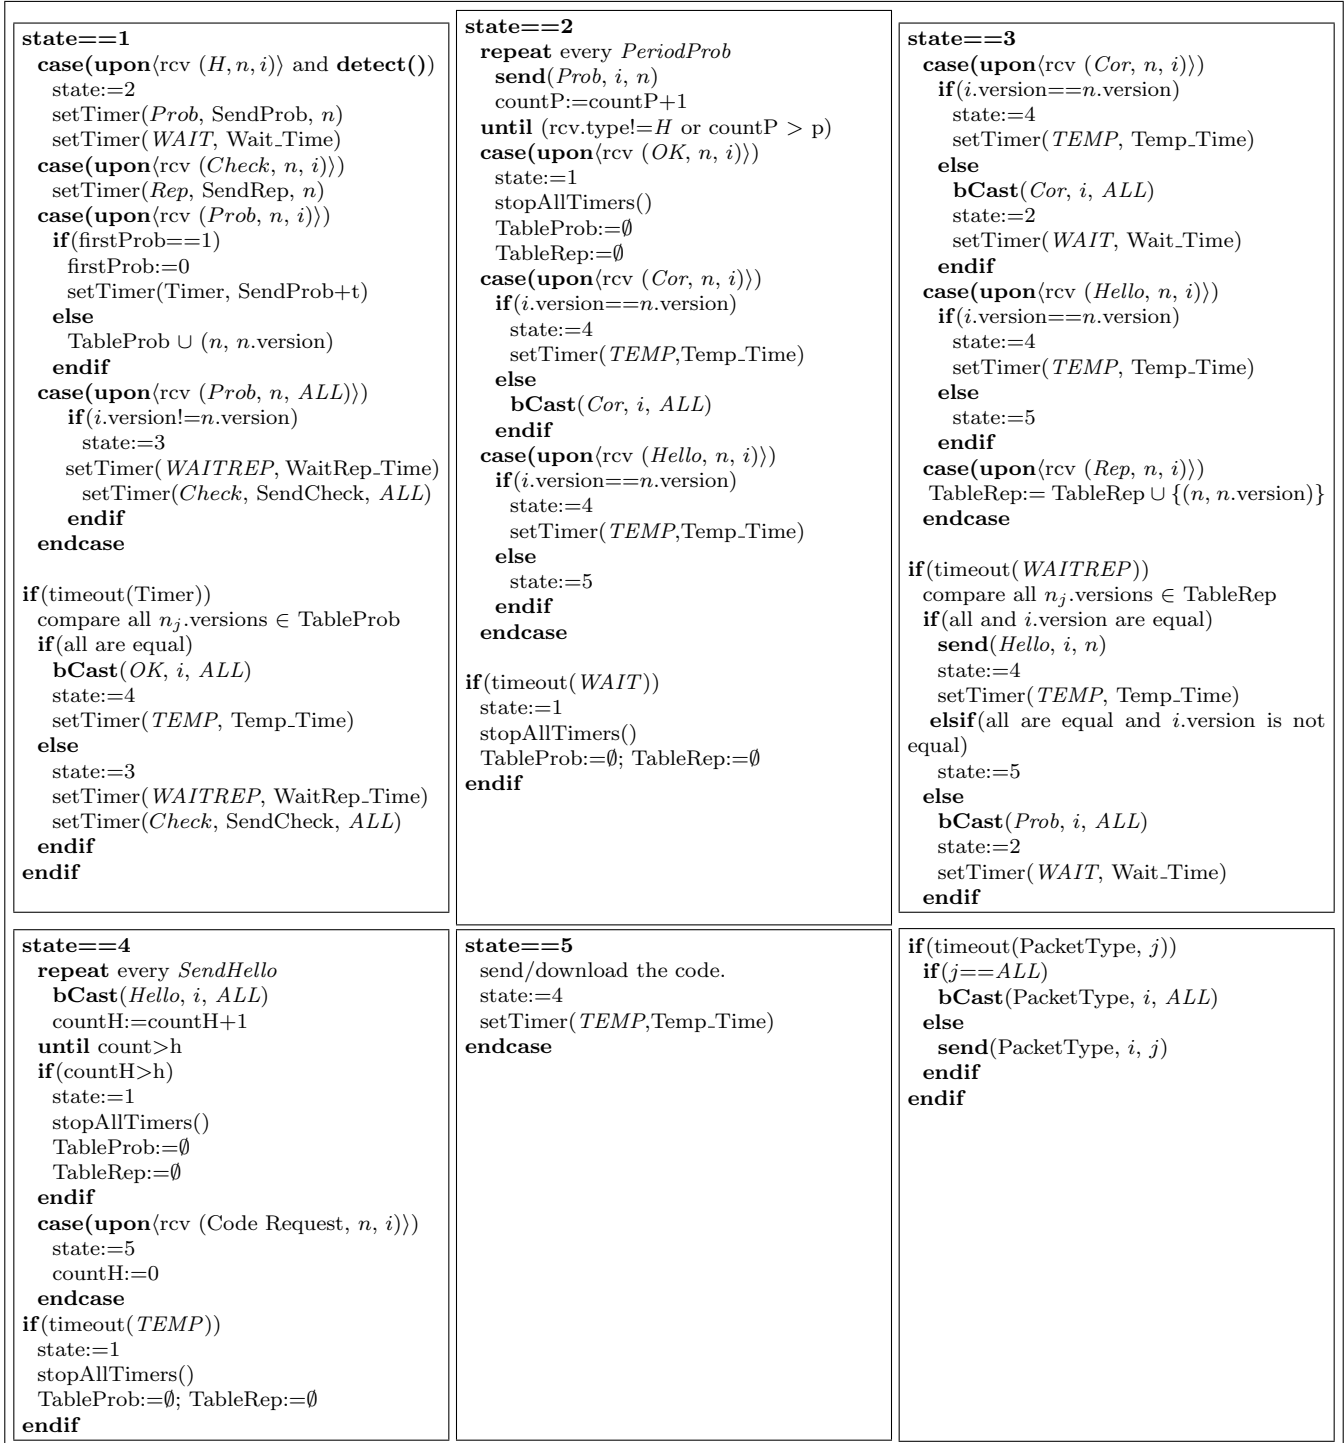 state==1
case(upon⟨rcv (H, n, i)⟩ and detect())
state:=2
setTimer(Prob, SendProb, n)
setTimer(WAIT, Wait_Time)
case(upon⟨rcv (Check, n, i)⟩)
setTimer(Rep, SendRep, n)
case(upon⟨rcv (Prob, n, i)⟩)
if(firstProb==1)
firstProb:=0
setTimer(Timer, SendProb+t)
else
TableProb ∪ (n, n.version)
endif
case(upon⟨rcv (Prob, n, ALL)⟩)
if(i.version!=n.version)
state:=3
setTimer(WAITREP, WaitRep_Time)
setTimer(Check, SendCheck, ALL)
endif
endcase
if(timeout(Timer))
compare all nⱼ.versions ∈ TableProb
if(all are equal)
bCast(OK, i, ALL)
state:=4
setTimer(TEMP, Temp_Time)
else
state:=3
setTimer(WAITREP, WaitRep_Time)
setTimer(Check, SendCheck, ALL)
endif
endif
state==2
repeat every PeriodProb
send(Prob, i, n)
countP:=countP+1
until (rcv.type!=H or countP > p)
case(upon⟨rcv (OK, n, i)⟩)
state:=1
stopAllTimers()
TableProb:=∅
TableRep:=∅
case(upon⟨rcv (Cor, n, i)⟩)
if(i.version==n.version)
state:=4
setTimer(TEMP,Temp_Time)
else
bCast(Cor, i, ALL)
endif
case(upon⟨rcv (Hello, n, i)⟩)
if(i.version==n.version)
state:=4
setTimer(TEMP,Temp_Time)
else
state:=5
endif
endcase
if(timeout(WAIT))
state:=1
stopAllTimers()
TableProb:=∅; TableRep:=∅
endif
state==3
case(upon⟨rcv (Cor, n, i)⟩)
if(i.version==n.version)
state:=4
setTimer(TEMP, Temp_Time)
else
bCast(Cor, i, ALL)
state:=2
setTimer(WAIT, Wait_Time)
endif
case(upon⟨rcv (Hello, n, i)⟩)
if(i.version==n.version)
state:=4
setTimer(TEMP, Temp_Time)
else
state:=5
endif
case(upon⟨rcv (Rep, n, i)⟩)
TableRep:= TableRep ∪ {(n, n.version)}
endcase
if(timeout(WAITREP))
compare all nⱼ.versions ∈ TableRep
if(all and i.version are equal)
send(Hello, i, n)
state:=4
setTimer(TEMP, Temp_Time)
elsif(all are equal and i.version is not
equal)
state:=5
else
bCast(Prob, i, ALL)
state:=2
setTimer(WAIT, Wait_Time)
endif
state==4
repeat every SendHello
bCast(Hello, i, ALL)
countH:=countH+1
until count>h
if(countH>h)
state:=1
stopAllTimers()
TableProb:=∅
TableRep:=∅
endif
case(upon⟨rcv (Code Request, n, i)⟩)
state:=5
countH:=0
endcase
if(timeout(TEMP))
state:=1
stopAllTimers()
TableProb:=∅; TableRep:=∅
endif
state==5
send/download the code.
state:=4
setTimer(TEMP,Temp_Time)
endcase
if(timeout(PacketType, j))
if(j==ALL)
bCast(PacketType, i, ALL)
else
send(PacketType, i, j)
endif
endif